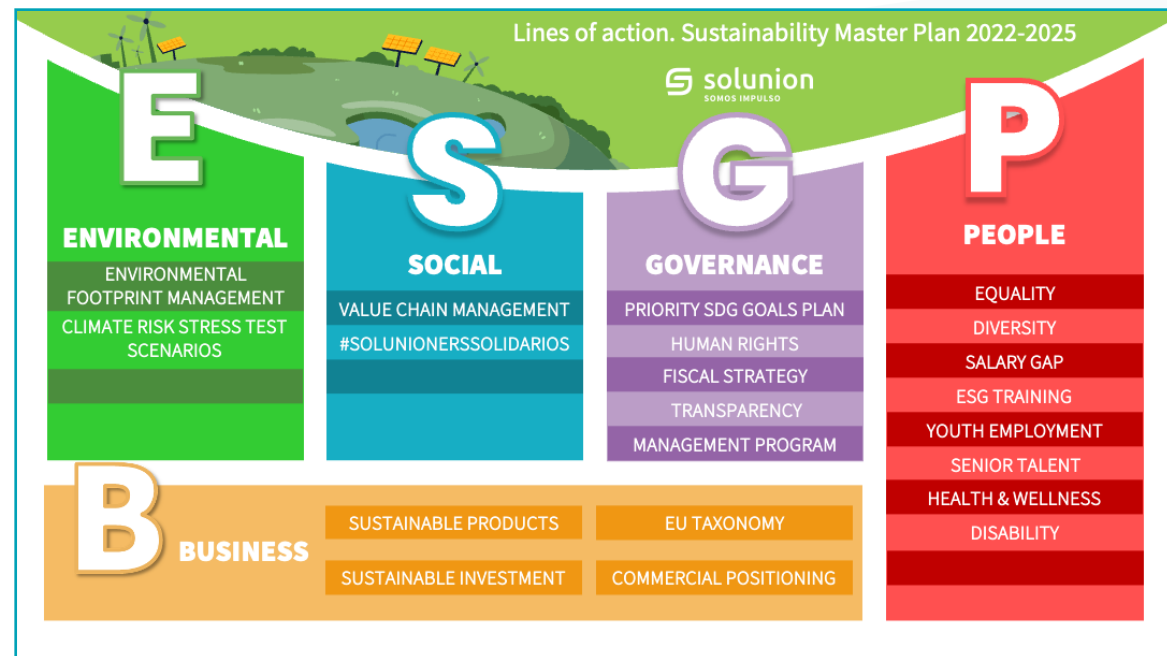 Lines of action. Sustainability Master Plan 2022-2025
solunion
SOMOS IMPULSO
E
ENVIRONMENTAL
ENVIRONMENTAL
FOOTPRINT MANAGEMENT
CLIMATE RISK STRESS TEST
SCENARIOS
S
SOCIAL
VALUE CHAIN MANAGEMENT
#SOLUNIONERSSOLIDARIOS
G
GOVERNANCE
PRIORITY SDG GOALS PLAN
HUMAN RIGHTS
FISCAL STRATEGY
TRANSPARENCY
MANAGEMENT PROGRAM
P
PEOPLE
EQUALITY
DIVERSITY
SALARY GAP
ESG TRAINING
YOUTH EMPLOYMENT
SENIOR TALENT
HEALTH & WELLNESS
DISABILITY
B
BUSINESS
SUSTAINABLE PRODUCTS
EU TAXONOMY
SUSTAINABLE INVESTMENT
COMMERCIAL POSITIONING